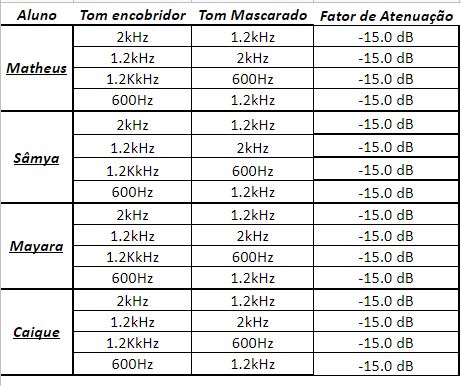 Aluno Tom encobridor Tom Mascarado Fator de Atenuação
Matheus
2kHz 1.2kHz -15.0 dB
1.2kHz 2kHz -15.0 dB
1.2KkHz 600Hz -15.0 dB
600Hz 1.2kHz -15.0 dB
Sâmya
2kHz 1.2kHz -15.0 dB
1.2kHz 2kHz -15.0 dB
1.2KkHz 600Hz -15.0 dB
600Hz 1.2kHz -15.0 dB
Mayara
2kHz 1.2kHz -15.0 dB
1.2kHz 2kHz -15.0 dB
1.2KkHz 600Hz -15.0 dB
600Hz 1.2kHz -15.0 dB
Caique
2kHz 1.2kHz -15.0 dB
1.2kHz 2kHz -15.0 dB
1.2KkHz 600Hz -15.0 dB
600Hz 1.2kHz -15.0 dB